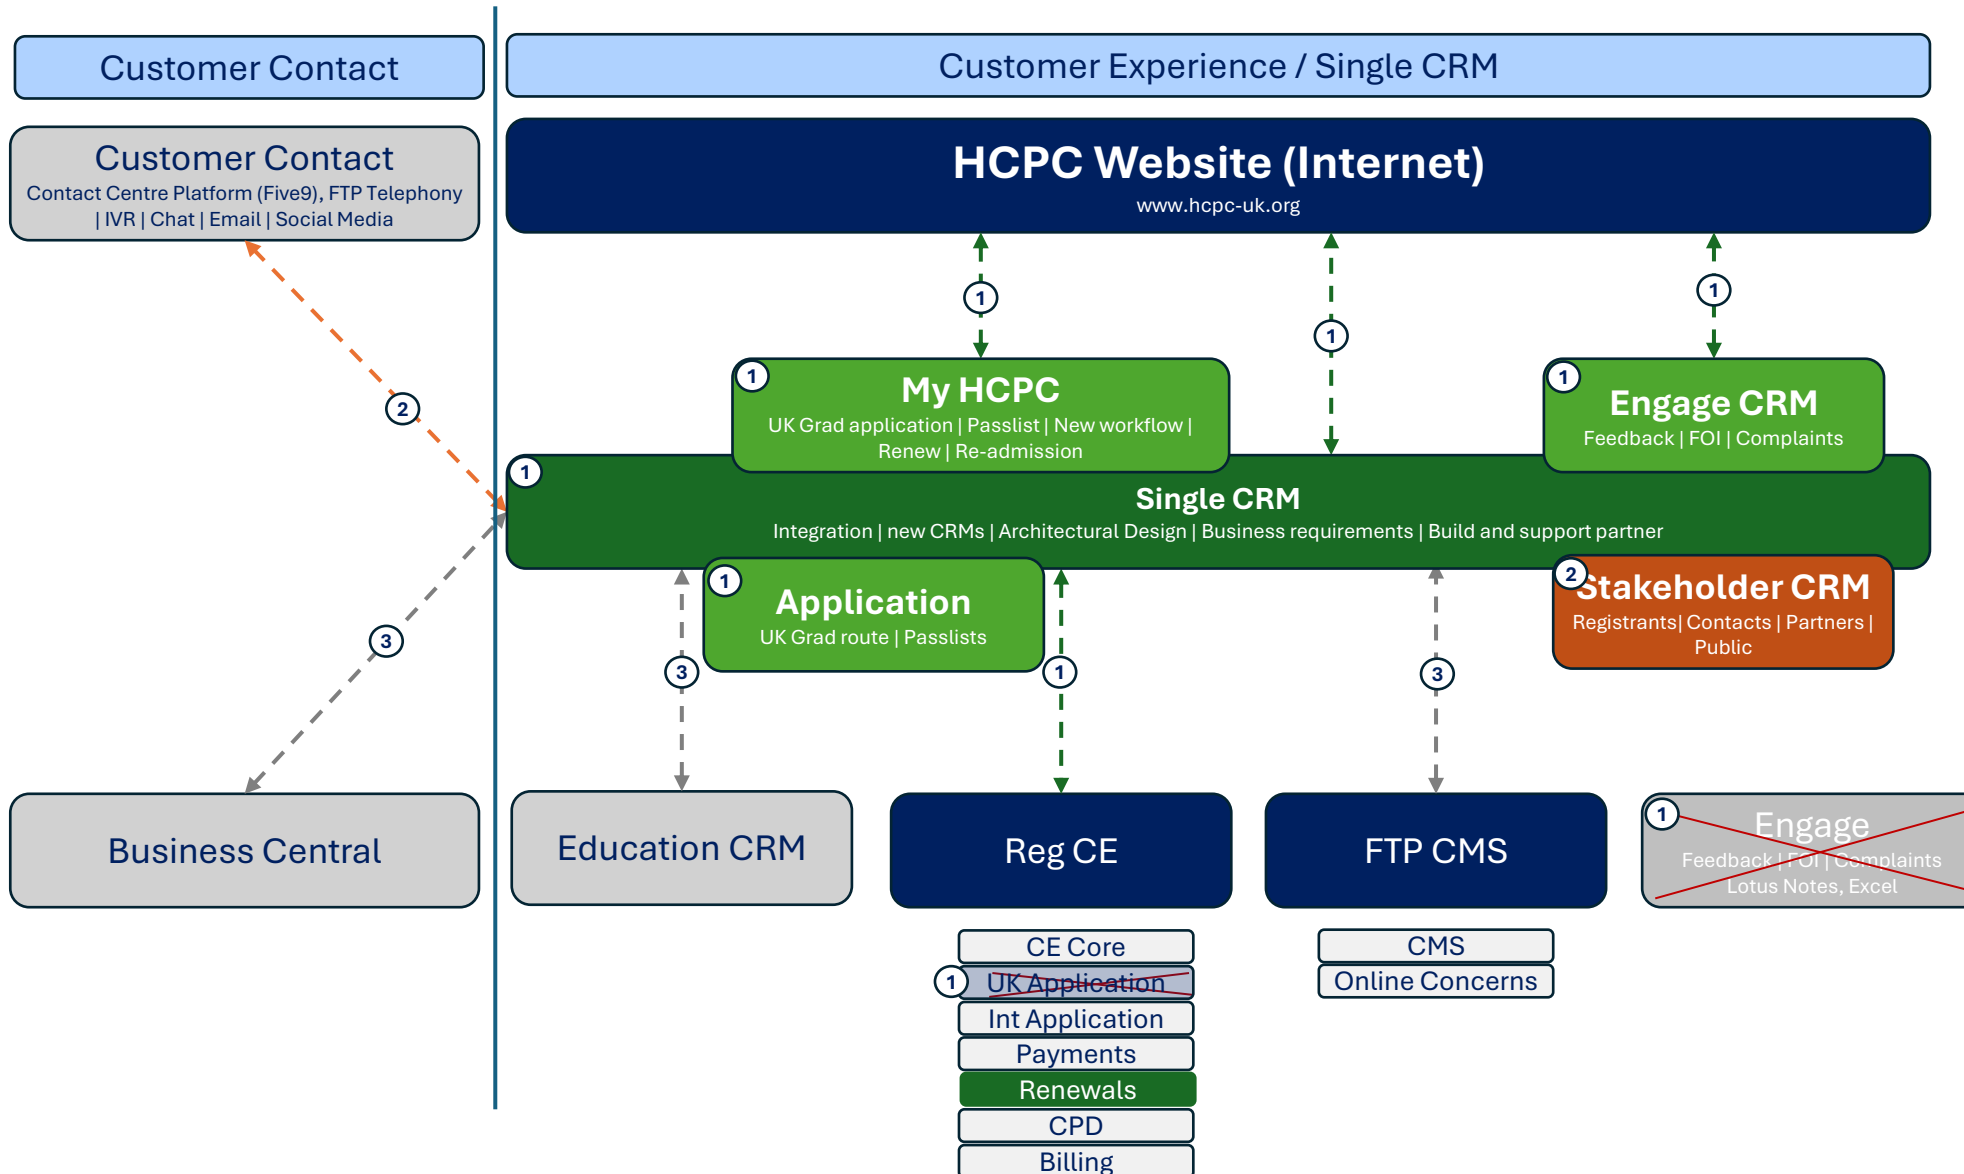 Customer Contact
Customer Experience / Single CRM
Customer Contact
Contact Centre Platform (Five9), FTP Telephony
| IVR | Chat | Email | Social Media
HCPC Website (Internet)
www.hcpc-uk.org
1
1
1
2
1
My HCPC
UK Grad application | Passlist | New workflow |
Renew | Re-admission
1
Engage CRM
Feedback | FOI | Complaints
1
Single CRM
Integration | new CRMs | Architectural Design | Business requirements | Build and support partner
1
Application
UK Grad route | Passlists
2
Stakeholder CRM
Registrants| Contacts | Partners |
Public
3
3
1
3
Business Central
Education CRM
Reg CE
FTP CMS
1
Engage
Feedback | FOI | Complaints
Lotus Notes, Excel
CE Core
1
UK Application
Int Application
Payments
Renewals
CPD
Billing
CMS
Online Concerns